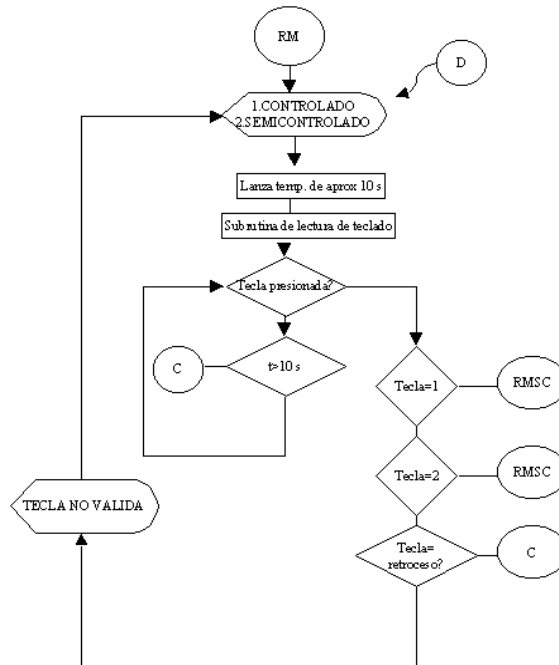 RM
D
1.CONTROLADO
2.SEMICONTROLADO
Lanza temp. de aprox 10 s
Subrutina de lectura de teclado
Tecla presionada?
C
t>10 s
Tecla=1
RMSC
Tecla=2
RMSC
TECLA NO VALIDA
Tecla=
retroceso?
C